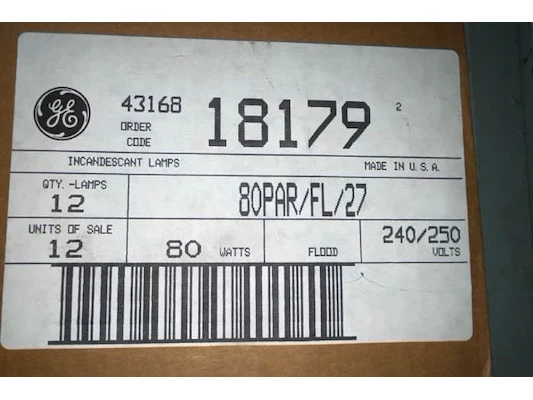 GE
43168 18179 2
ORDER
CODE
INCANDESCANT LAMPS MADE IN U.S.A.
QTY.-LAMPS
12 80PAR/FL/27
UNITS OF SALE
12 80 WATTS FLOOD 240/250
VOLTS